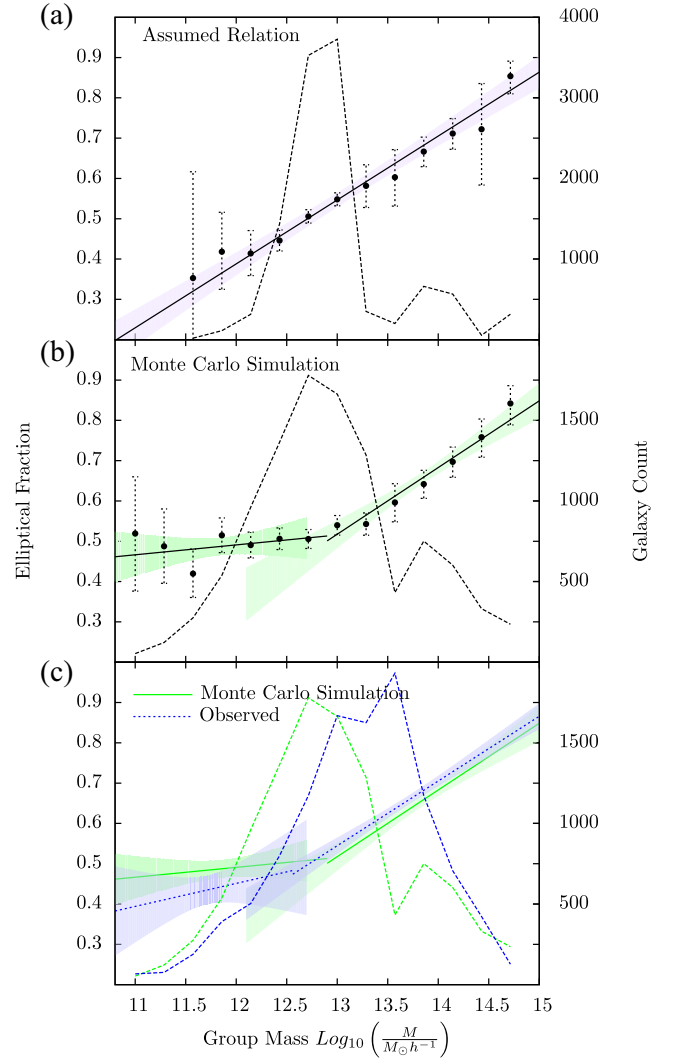 (a)
Assumed Relation
4000
0.9
0.8
3000
0.7
0.6
2000
0.5
0.4
1000
0.3
(b)
Monte Carlo Simulation
0.9
0.8
1500
0.7
0.6
1000
0.5
0.4
500
0.3
Elliptical Fraction
Galaxy Count
(c)
Monte Carlo Simulation
Observed
0.9
0.8
1500
0.7
0.6
1000
0.5
0.4
500
0.3
11 11.5 12 12.5 13 13.5 14 14.5 15
Group Mass Log₁₀ (M / M⊙h⁻¹)